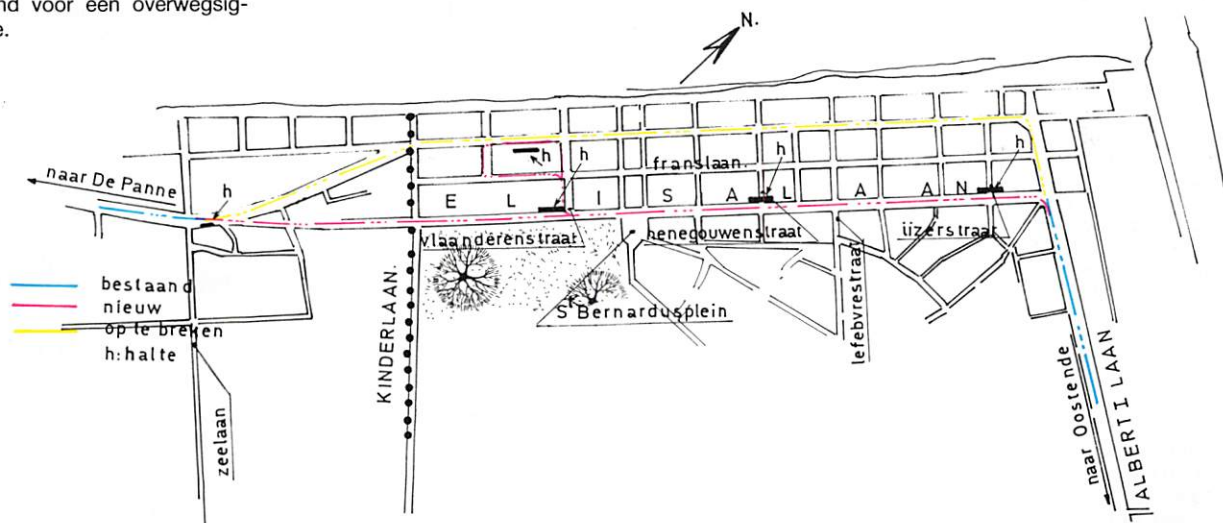 nd voor een overwegsig-
e.
N.
naar De Panne
h
h
h
franslaan.
h
h
ELISALAAN
vlaanderenstraat
henegouwenstraat
ijzerstraat
bestaand
nieuw
op te breken
h: halte
S Bernardusplein
lefebvrestraat
KINDERLAAN.
zeelaan
naar Oostende
ALBERT I LAAN